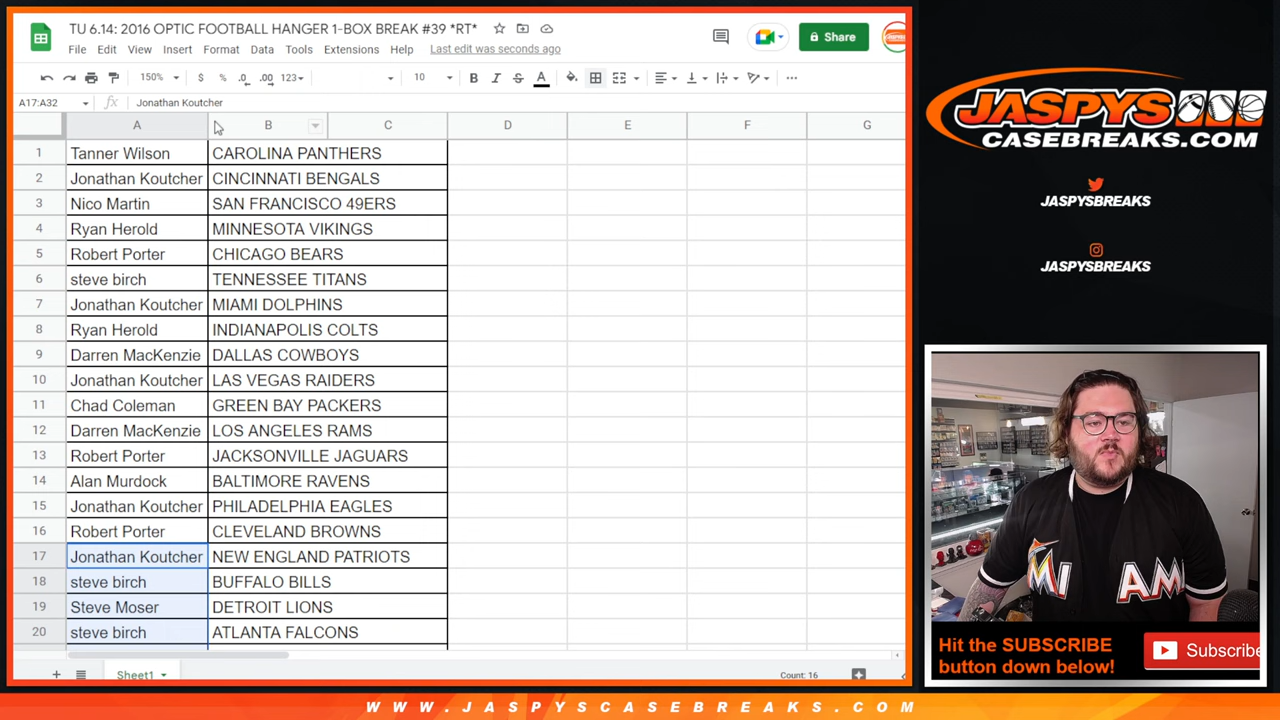 TU 6.14: 2016 OPTIC FOOTBALL HANGER 1-BOX BREAK #39 *RT*
File Edit View Insert Format Data Tools Extensions Help Last edit was seconds ago
Share
150% $ % .0 .00 123 10 B I S A
A17:A32 fx Jonathan Koutcher
A B C D E F G
1 Tanner Wilson CAROLINA PANTHERS
2 Jonathan Koutcher CINCINNATI BENGALS
3 Nico Martin SAN FRANCISCO 49ERS
4 Ryan Herold MINNESOTA VIKINGS
5 Robert Porter CHICAGO BEARS
6 steve birch TENNESSEE TITANS
7 Jonathan Koutcher MIAMI DOLPHINS
8 Ryan Herold INDIANAPOLIS COLTS
9 Darren MacKenzie DALLAS COWBOYS
10 Jonathan Koutcher LAS VEGAS RAIDERS
11 Chad Coleman GREEN BAY PACKERS
12 Darren MacKenzie LOS ANGELES RAMS
13 Robert Porter JACKSONVILLE JAGUARS
14 Alan Murdock BALTIMORE RAVENS
15 Jonathan Koutcher PHILADELPHIA EAGLES
16 Robert Porter CLEVELAND BROWNS
17 Jonathan Koutcher NEW ENGLAND PATRIOTS
18 steve birch BUFFALO BILLS
19 Steve Moser DETROIT LIONS
20 steve birch ATLANTA FALCONS
Sheet1
Count: 16
JASPYS
CASEBREAKS.COM
JASPYSBREAKS
JASPYSBREAKS
MI AMI
Hit the SUBSCRIBE
button down below!
Subscribe
WWW.JASPYSCASEBREAKS.COM